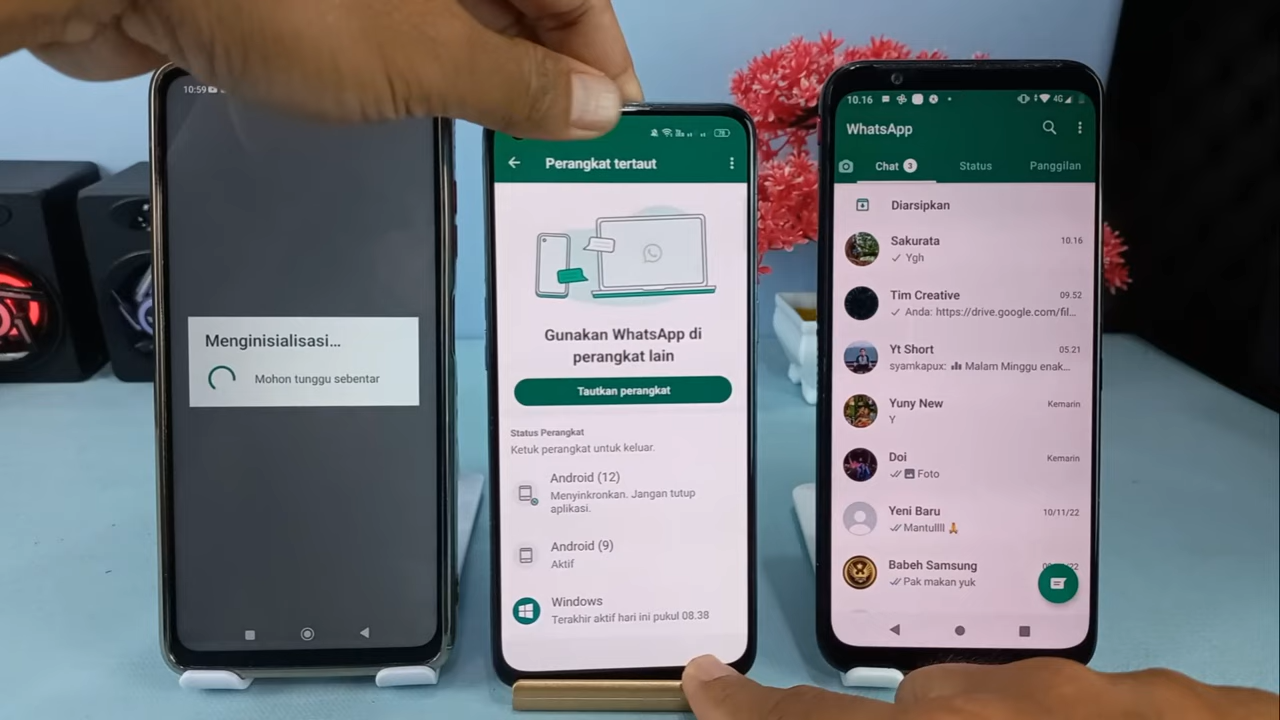 10:59
Menginisialisasi...
Mohon tunggu sebentar
Perangkat tertaut
Gunakan WhatsApp di
perangkat lain
Tautkan perangkat
Status Perangkat
Ketuk perangkat untuk keluar.
Android (12)
Menyinkronkan. Jangan tutup
aplikasi.
Android (9)
Aktif
Windows
Terakhir aktif hari ini pukul 08.38
10.16
4G
WhatsApp
Chat 3
Status
Panggilan
Diarsipkan
Sakurata
10.16
Ygh
Tim Creative
09.52
Anda: https://drive.google.com/fil...
Yt Short
05.21
syamkapux: Malam Minggu enak...
Yuny New
Kemarin
Y
Doi
Kemarin
Foto
Yeni Baru
10/11/22
Mantullll 🙏
Babeh Samsung
Pak makan yuk